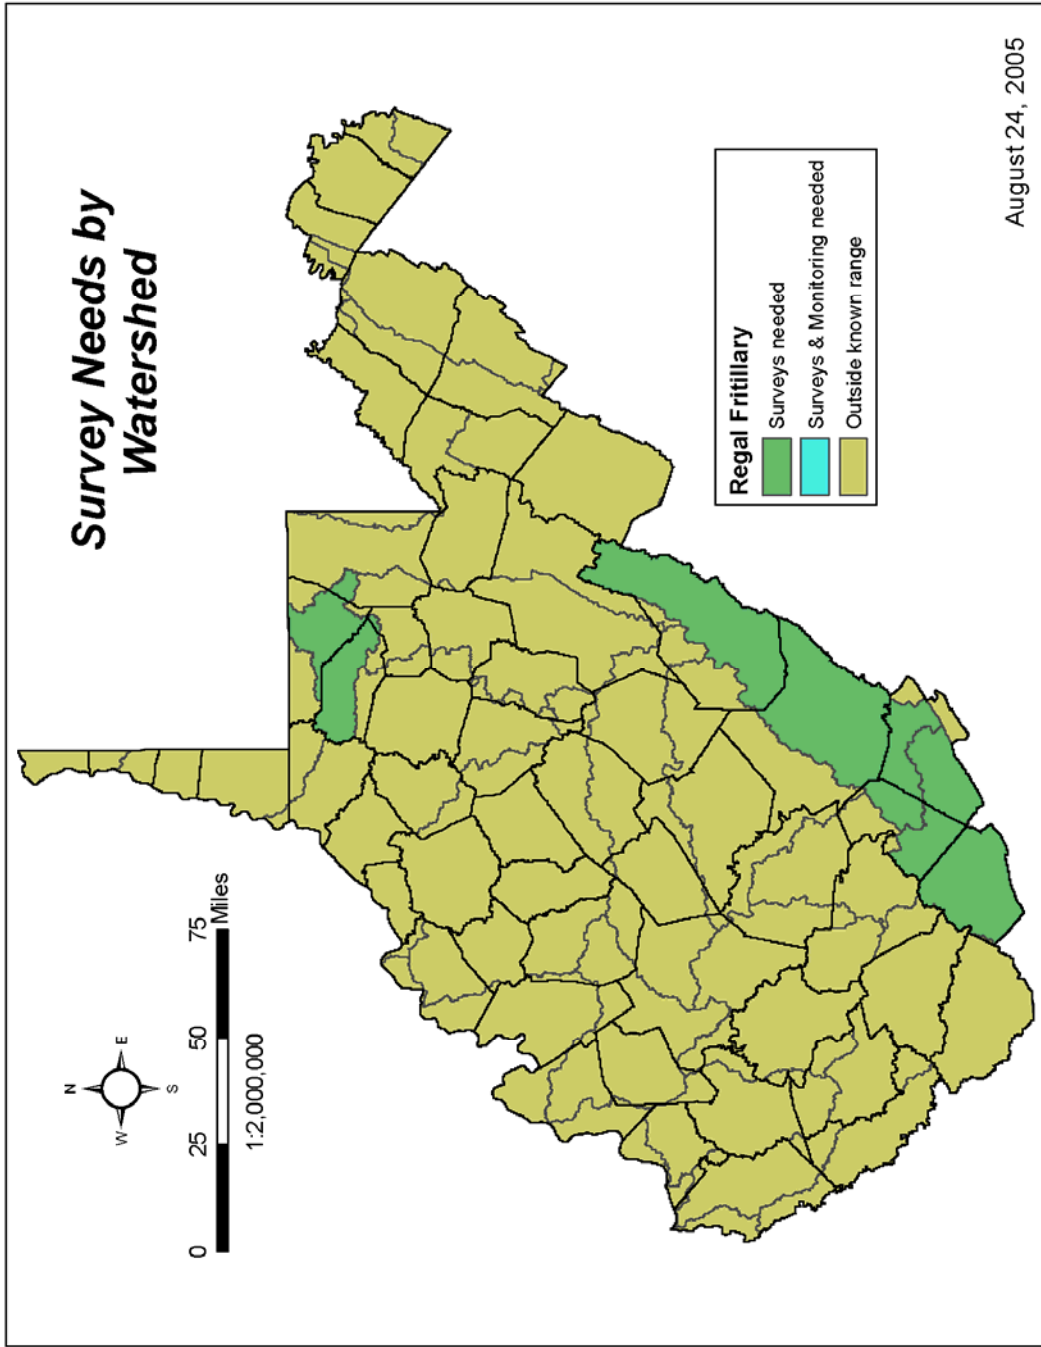 Survey Needs by
Watershed
N
W
E
S
0 25 50 75
Miles
1:2,000,000
Regal Fritillary
Surveys needed
Surveys & Monitoring needed
Outside known range
August 24, 2005